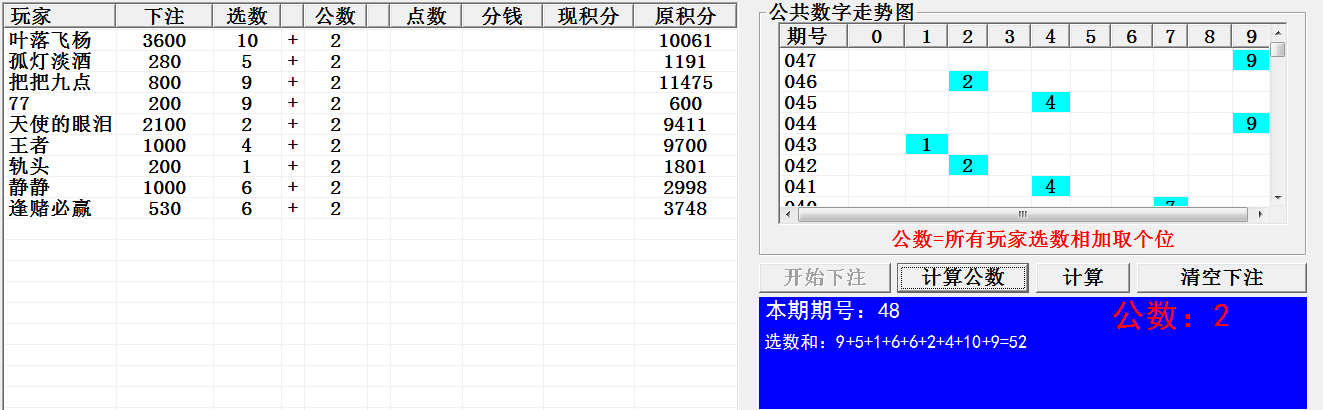 玩家 下注 选数 公数 点数 分钱 现积分 原积分
叶落飞杨 3600 10 + 2 10061
孤灯淡酒 280 5 + 2 1191
把把九点 800 9 + 2 11475
77 200 9 + 2 600
天使的眼泪 2100 2 + 2 9411
王者 1000 4 + 2 9700
轨头 200 1 + 2 1801
静静 1000 6 + 2 2998
逢赌必赢 530 6 + 2 3748
公共数字走势图
期号 0 1 2 3 4 5 6 7 8 9
047 9
046 2
045 4
044 9
043 1
042 2
041 4
040 7
公数=所有玩家选数相加取个位
开始下注 计算公数 计算 清空下注
本期期号：48 公数：2
选数和：9+5+1+6+6+2+4+10+9=52